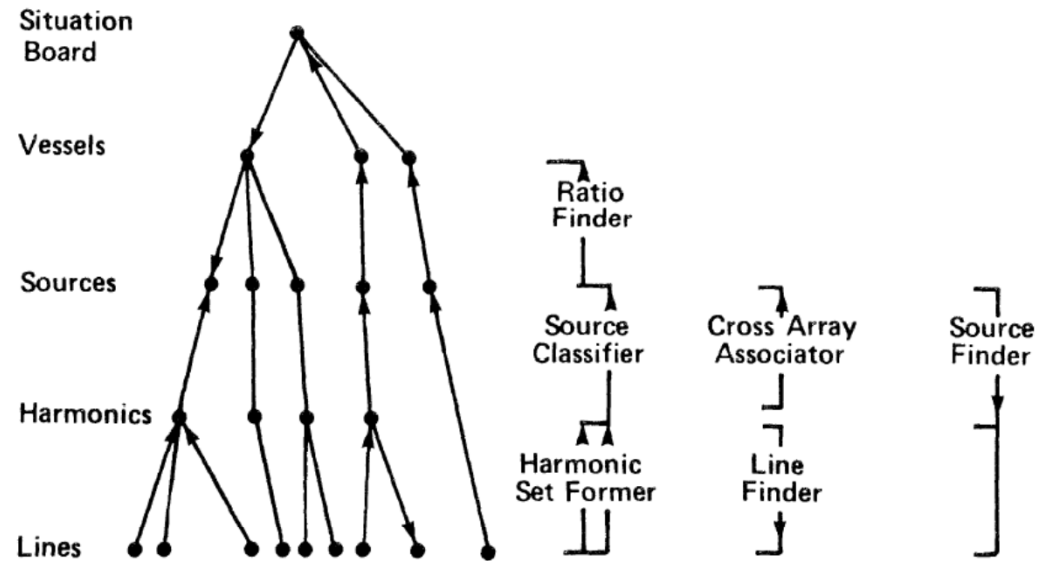 Situation
Board
Vessels
Ratio
Finder
Sources
Source
Classifier
Cross Array
Associator
Source
Finder
Harmonics
Harmonic
Set Former
Line
Finder
Lines